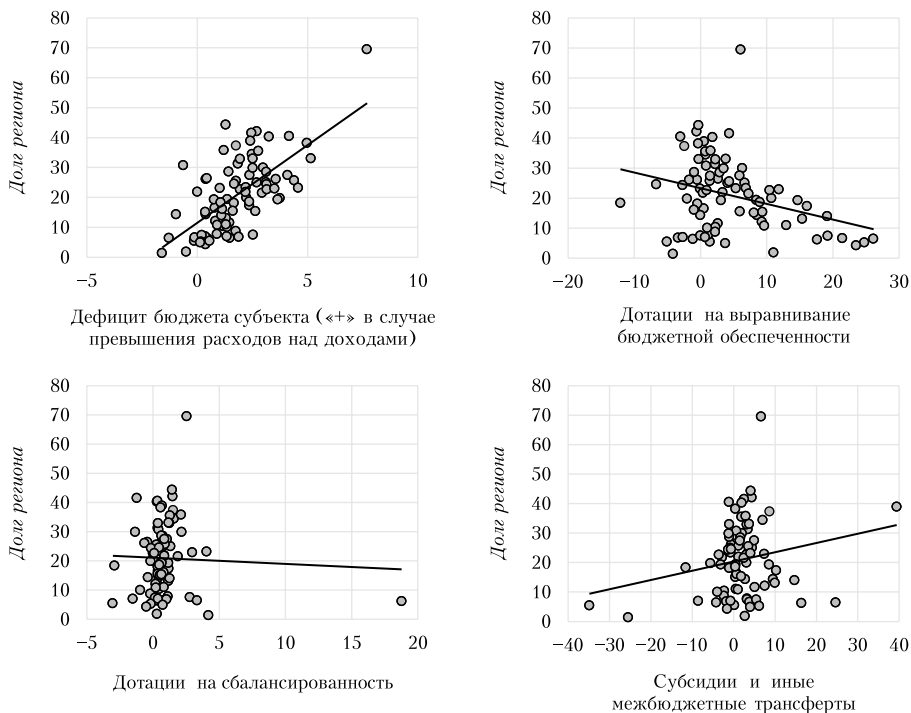 80
70
60
50
40
30
20
10
0
Долг региона
−5 0 5 10
Дефицит бюджета субъекта («+» в случае
превышения расходов над доходами)
80
70
60
50
40
30
20
10
0
Долг региона
−20 −10 0 10 20 30
Дотации на выравнивание
бюджетной обеспеченности
80
70
60
50
40
30
20
10
0
Долг региона
−5 0 5 10 15 20
Дотации на сбалансированность
80
70
60
50
40
30
20
10
0
Долг региона
−40 −30 −20 −10 0 10 20 30 40
Субсидии и иные
межбюджетные трансферты